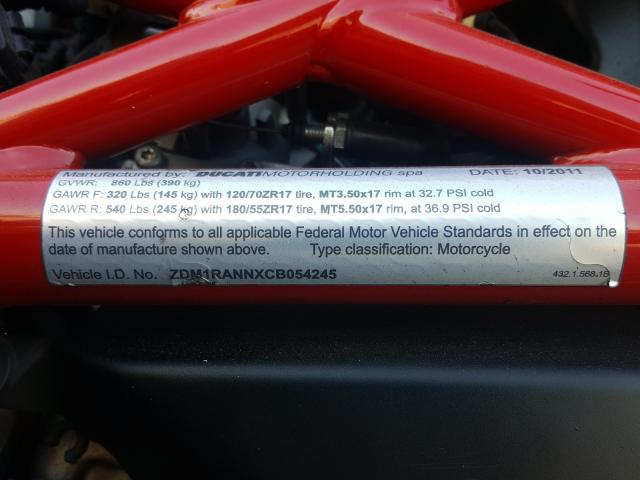 Manufactured by: DUCATIMOTORHOLDING spa DATE: 10/2011
GVWR: 860 Lbs (390 kg)
GAWR F: 320 Lbs (145 kg) with 120/70ZR17 tire, MT3.50x17 rim at 32.7 PSI cold
GAWR R: 540 Lbs (245 kg) with 180/55ZR17 tire, MT5.50x17 rim, at 36.9 PSI cold
This vehicle conforms to all applicable Federal Motor Vehicle Standards in effect on the
date of manufacture shown above. Type classification: Motorcycle
Vehicle I.D. No. ZDM1RANNXCB054245 432.1.568.1B